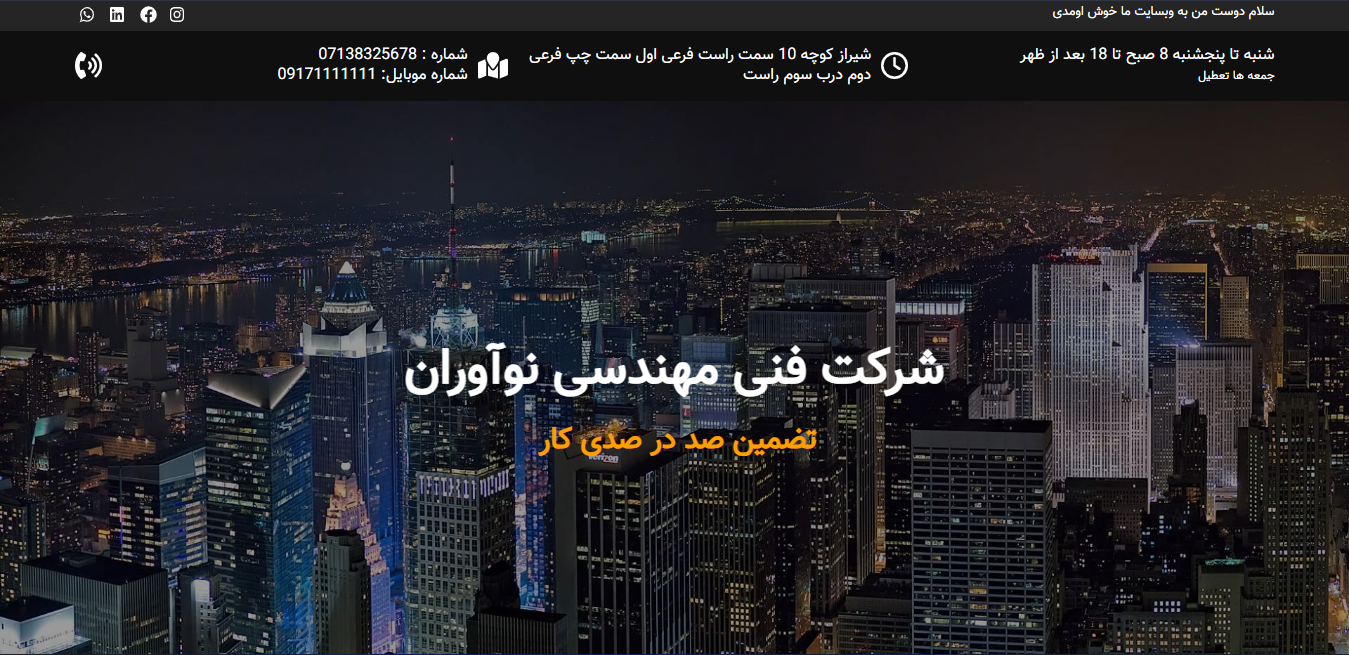 سلام دوست من به وبسایت ما خوش اومدی
شنبه تا پنجشنبه 8 صبح تا 18 بعد از ظهر
جمعه ها تعطیل
شیراز کوچه 10 سمت راست فرعی اول سمت چپ فرعی
دوم درب سوم راست
شماره : 07138325678
شماره موبایل: 09171111111
شرکت فنی مهندسی نوآوران
تضمین صد در صدی کار
verizon